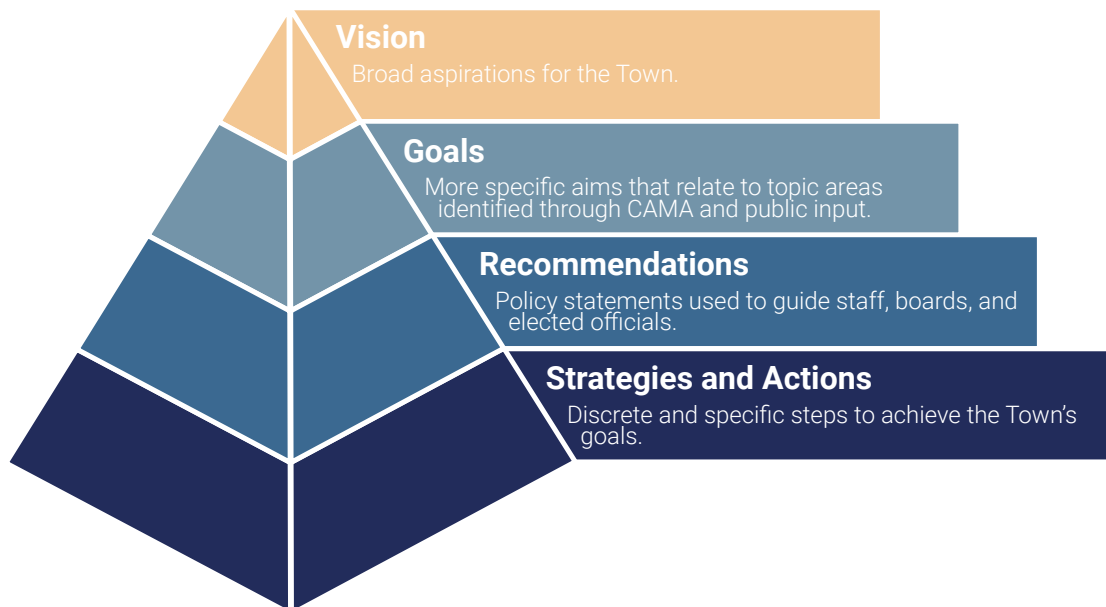 Vision
Broad aspirations for the Town.
Goals
More specific aims that relate to topic areas
identified through CAMA and public input.
Recommendations
Policy statements used to guide staff, boards, and
elected officials.
Strategies and Actions
Discrete and specific steps to achieve the Town’s
goals.